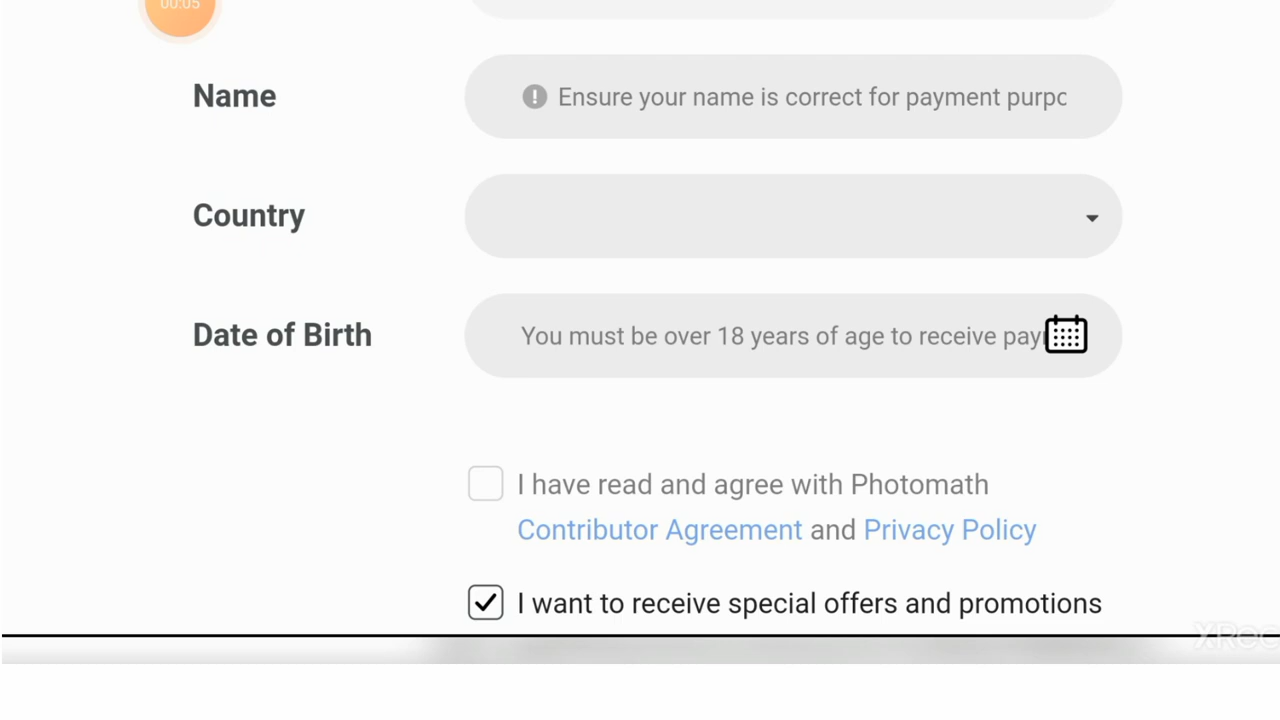 00:05
Name
Ensure your name is correct for payment
Country
Date of Birth
You must be over 18 years of age to receive
I have read and agree with Photomath
Contributor Agreement and Privacy Policy
I want to receive special offers and promotions